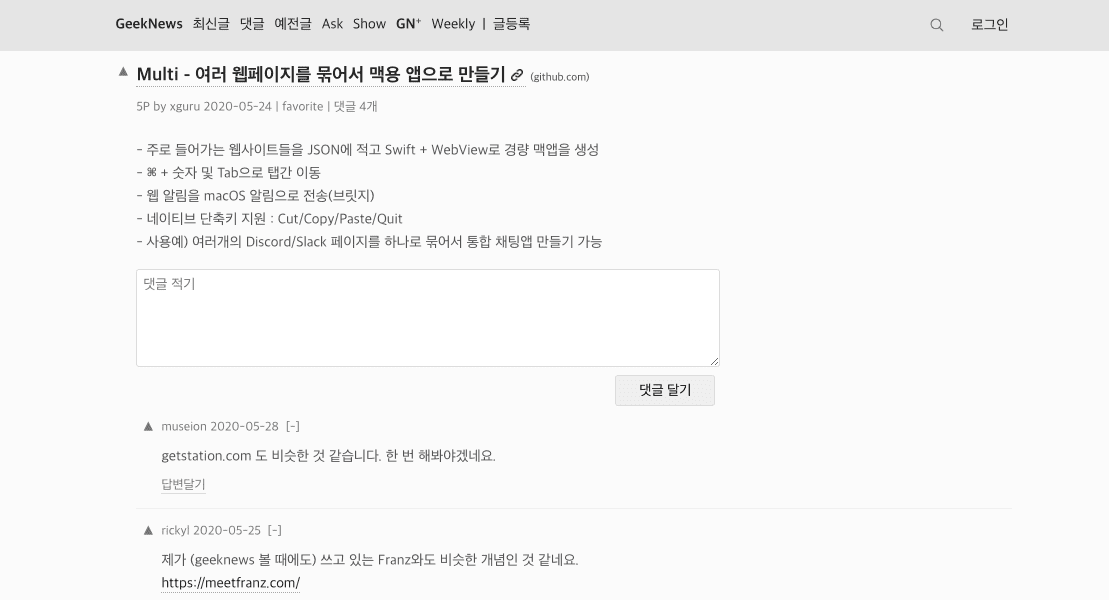 GeekNews 최신글 댓글 예전글 Ask Show GN⁺ Weekly | 글등록 로그인
▲ Multi - 여러 웹페이지를 묶어서 맥용 앱으로 만들기 (github.com)
5P by xguru 2020-05-24 | favorite | 댓글 4개
- 주로 들어가는 웹사이트들을 JSON에 적고 Swift + WebView로 경량 맥앱을 생성
- ⌘ + 숫자 및 Tab으로 탭간 이동
- 웹 알림을 macOS 알림으로 전송(브릿지)
- 네이티브 단축키 지원 : Cut/Copy/Paste/Quit
- 사용예) 여러개의 Discord/Slack 페이지를 하나로 묶어서 통합 채팅앱 만들기 가능
댓글 적기
댓글 달기
▲ museion 2020-05-28 [-]
getstation.com 도 비슷한 것 같습니다. 한 번 해봐야겠네요.
답변달기
▲ rickyl 2020-05-25 [-]
제가 (geeknews 볼 때에도) 쓰고 있는 Franz와도 비슷한 개념인 것 같네요.
https://meetfranz.com/